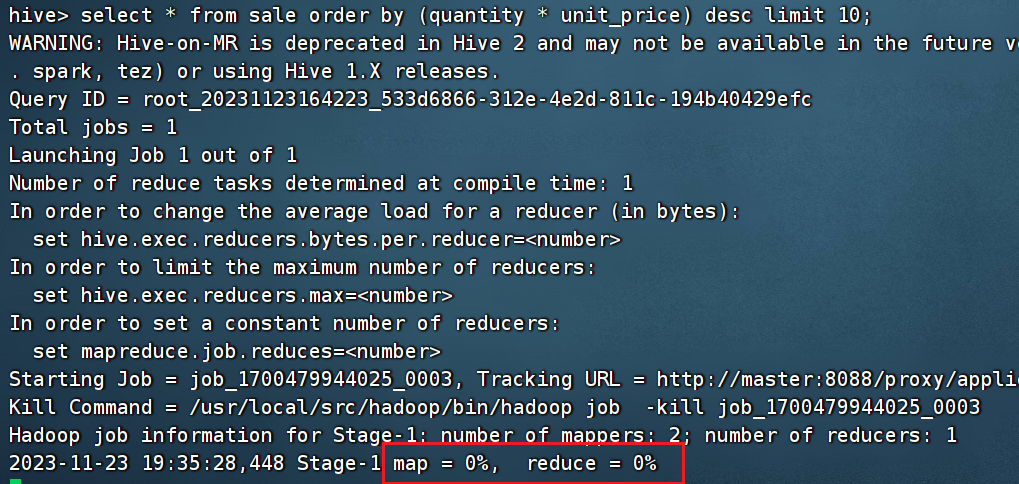 hive> select * from sale order by (quantity * unit_price) desc limit 10;
WARNING: Hive-on-MR is deprecated in Hive 2 and may not be available in the future
. spark, tez) or using Hive 1.X releases.
Query ID = root_20231123164223_533d6866-312e-4e2d-811c-194b40429efc
Total jobs = 1
Launching Job 1 out of 1
Number of reduce tasks determined at compile time: 1
In order to change the average load for a reducer (in bytes):
  set hive.exec.reducers.bytes.per.reducer=<number>
In order to limit the maximum number of reducers:
  set hive.exec.reducers.max=<number>
In order to set a constant number of reducers:
  set mapreduce.job.reduces=<number>
Starting Job = job_1700479944025_0003, Tracking URL = http://master:8088/proxy/appli
Kill Command = /usr/local/src/hadoop/bin/hadoop job  -kill job_1700479944025_0003
Hadoop job information for Stage-1: number of mappers: 2; number of reducers: 1
2023-11-23 19:35:28,448 Stage-1 map = 0%,  reduce = 0%